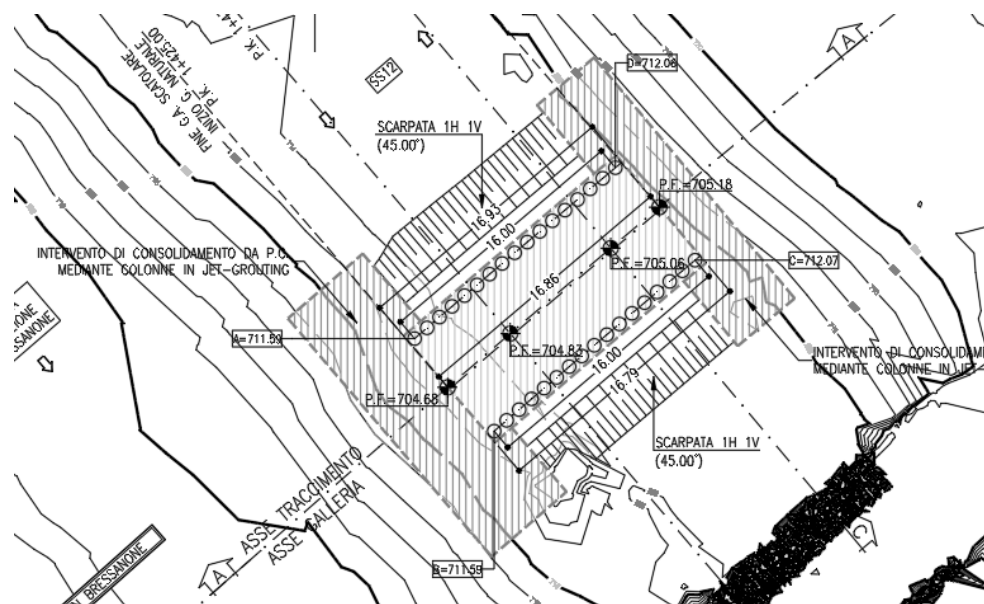 FINE G.A. SCATOLARE
INIZIO G. NATURALE
P.K. 1+425.00
SS12
A
D=712.06
SCARPATA 1H 1V
(45.00°)
P.F.=705.18
16.93
16.00
INTERVENTO DI CONSOLIDAMENTO DA P.C.
MEDIANTE COLONNE IN JET-GROUTING
P.F.=705.06
C=712.07
16.86
A=711.59
P.F.=704.83
INTERVENTO DI CONSOLIDAM
MEDIANTE COLONNE IN JET-
16.00
16.79
P.F.=704.68
SCARPATA 1H 1V
(45.00°)
ASSE TRACCIMENTO
ASSE GALLERIA
C
A
B=711.59
N BRESSANONE